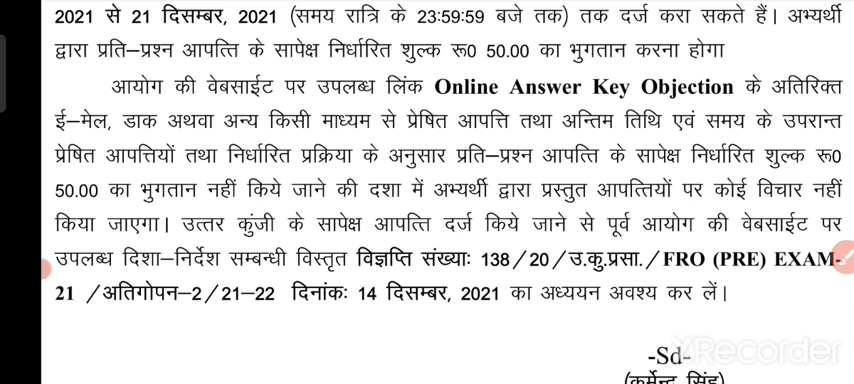 2021 से 21 दिसम्बर, 2021 (समय रात्रि के 23:59:59 बजे तक) तक दर्ज करा सकते हैं। अभ्यर्थी
द्वारा प्रति–प्रश्न आपत्ति के सापेक्ष निर्धारित शुल्क रू0 50.00 का भुगतान करना होगा
आयोग की वेबसाईट पर उपलब्ध लिंक Online Answer Key Objection के अतिरिक्त
ई–मेल, डाक अथवा अन्य किसी माध्यम से प्रेषित आपत्ति तथा अन्तिम तिथि एवं समय के उपरान्त
प्रेषित आपत्तियों तथा निर्धारित प्रक्रिया के अनुसार प्रति–प्रश्न आपत्ति के सापेक्ष निर्धारित शुल्क रू0
50.00 का भुगतान नहीं किये जाने की दशा में अभ्यर्थी द्वारा प्रस्तुत आपत्तियों पर कोई विचार नहीं
किया जाएगा। उत्तर कुंजी के सापेक्ष आपत्ति दर्ज किये जाने से पूर्व आयोग की वेबसाईट पर
उपलब्ध दिशा–निर्देश सम्बन्धी विस्तृत विज्ञप्ति संख्याः 138/20/उ.कु.प्रसा./FRO (PRE) EXAM-
21/अतिगोपन–2/21–22 दिनांकः 14 दिसम्बर, 2021 का अध्ययन अवश्य कर लें।
-Sd-
XRecorder
(कर्मेन्द्र सिंह)